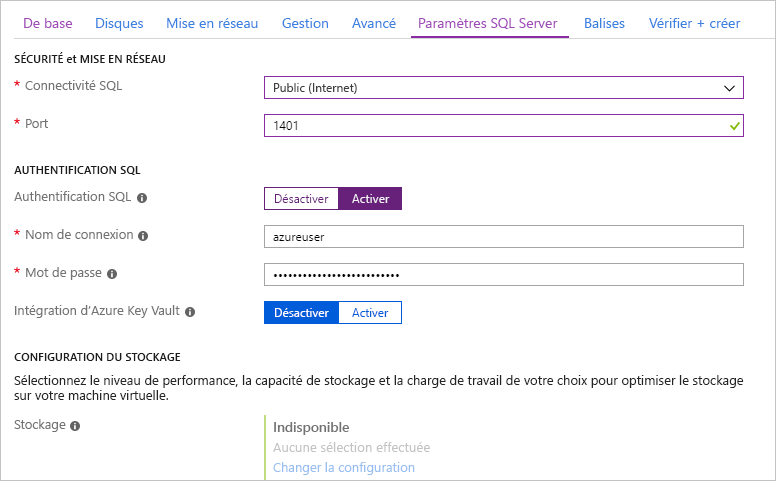 De base Disques Mise en réseau Gestion Avancé Paramètres SQL Server Balises Vérifier + créer
SÉCURITÉ et MISE EN RÉSEAU
* Connectivité SQL Public (Internet)
* Port 1401
AUTHENTIFICATION SQL
Authentification SQL Désactiver Activer
* Nom de connexion azureuser
* Mot de passe ••••••••••••••••••••••••••
Intégration d’Azure Key Vault Désactiver Activer
CONFIGURATION DU STOCKAGE
Sélectionnez le niveau de performance, la capacité de stockage et la charge de travail de votre choix pour optimiser le stockage
sur votre machine virtuelle.
Stockage Indisponible
Aucune sélection effectuée
Changer la configuration